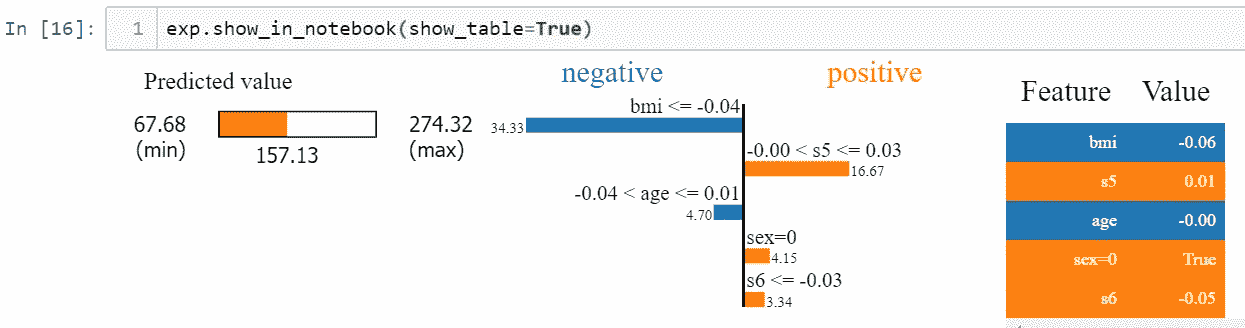 In [16]:
1 exp.show_in_notebook(show_table=True)
Predicted value
67.68
(min)
157.13
274.32
(max)
negative
positive
bmi <= -0.04
34.33
-0.00 < s5 <= 0.03
16.67
-0.04 < age <= 0.01
4.70
sex=0
4.15
s6 <= -0.03
3.34
Feature Value
bmi -0.06
s5 0.01
age -0.00
sex=0 True
s6 -0.05